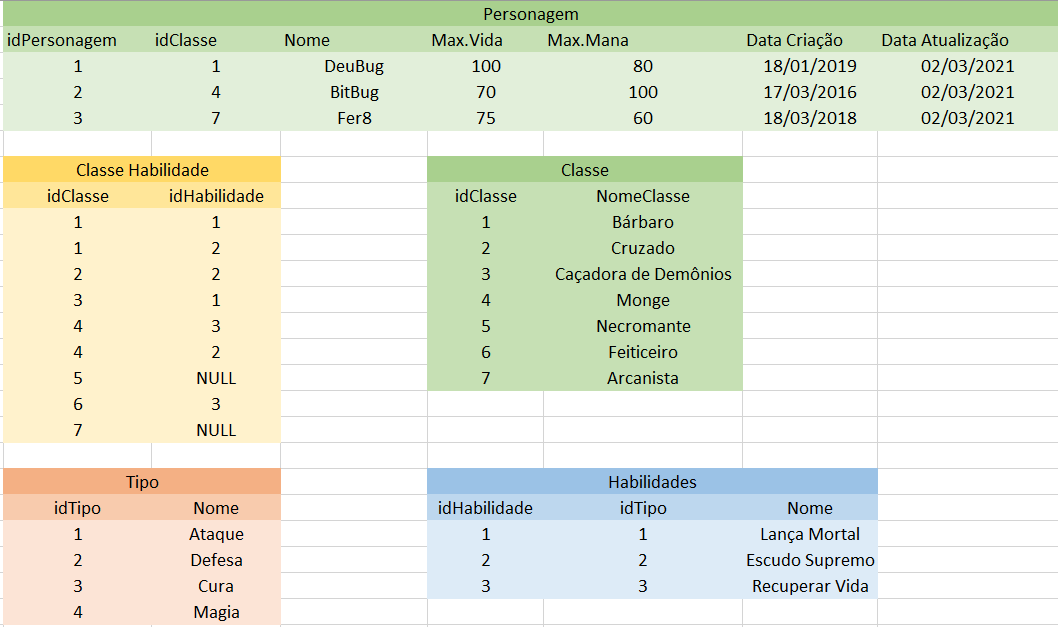 Personagem
idPersonagem idClasse Nome Max.Vida Max.Mana Data Criação Data Atualização
1 1 DeuBug 100 80 18/01/2019 02/03/2021
2 4 BitBug 70 100 17/03/2016 02/03/2021
3 7 Fer8 75 60 18/03/2018 02/03/2021
Classe Habilidade
idClasse idHabilidade
1 1
1 2
2 2
3 1
4 3
4 2
5 NULL
6 3
7 NULL
Classe
idClasse NomeClasse
1 Bárbaro
2 Cruzado
3 Caçadora de Demônios
4 Monge
5 Necromante
6 Feiticeiro
7 Arcanista
Tipo
idTipo Nome
1 Ataque
2 Defesa
3 Cura
4 Magia
Habilidades
idHabilidade idTipo Nome
1 1 Lança Mortal
2 2 Escudo Supremo
3 3 Recuperar Vida